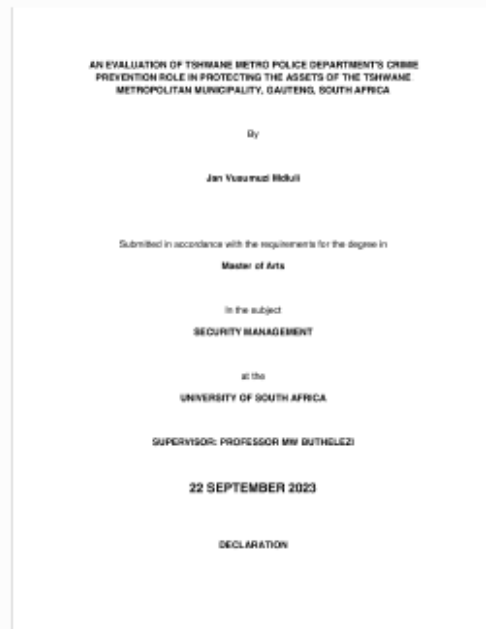 AN EVALUATION OF TSHWANE METRO POLICE DEPARTMENT'S CRIME
PREVENTION ROLE IN PROTECTING THE ASSETS OF THE TSHWANE
METROPOLITAN MUNICIPALITY, GAUTENG, SOUTH AFRICA
By
Jan Vusumuzi Mdluli
Submitted in accordance with the requirements for the degree in
Master of Arts
In the subject
SECURITY MANAGEMENT
at the
UNIVERSITY OF SOUTH AFRICA
SUPERVISOR: PROFESSOR MW BUTHELEZI
22 SEPTEMBER 2023
DECLARATION